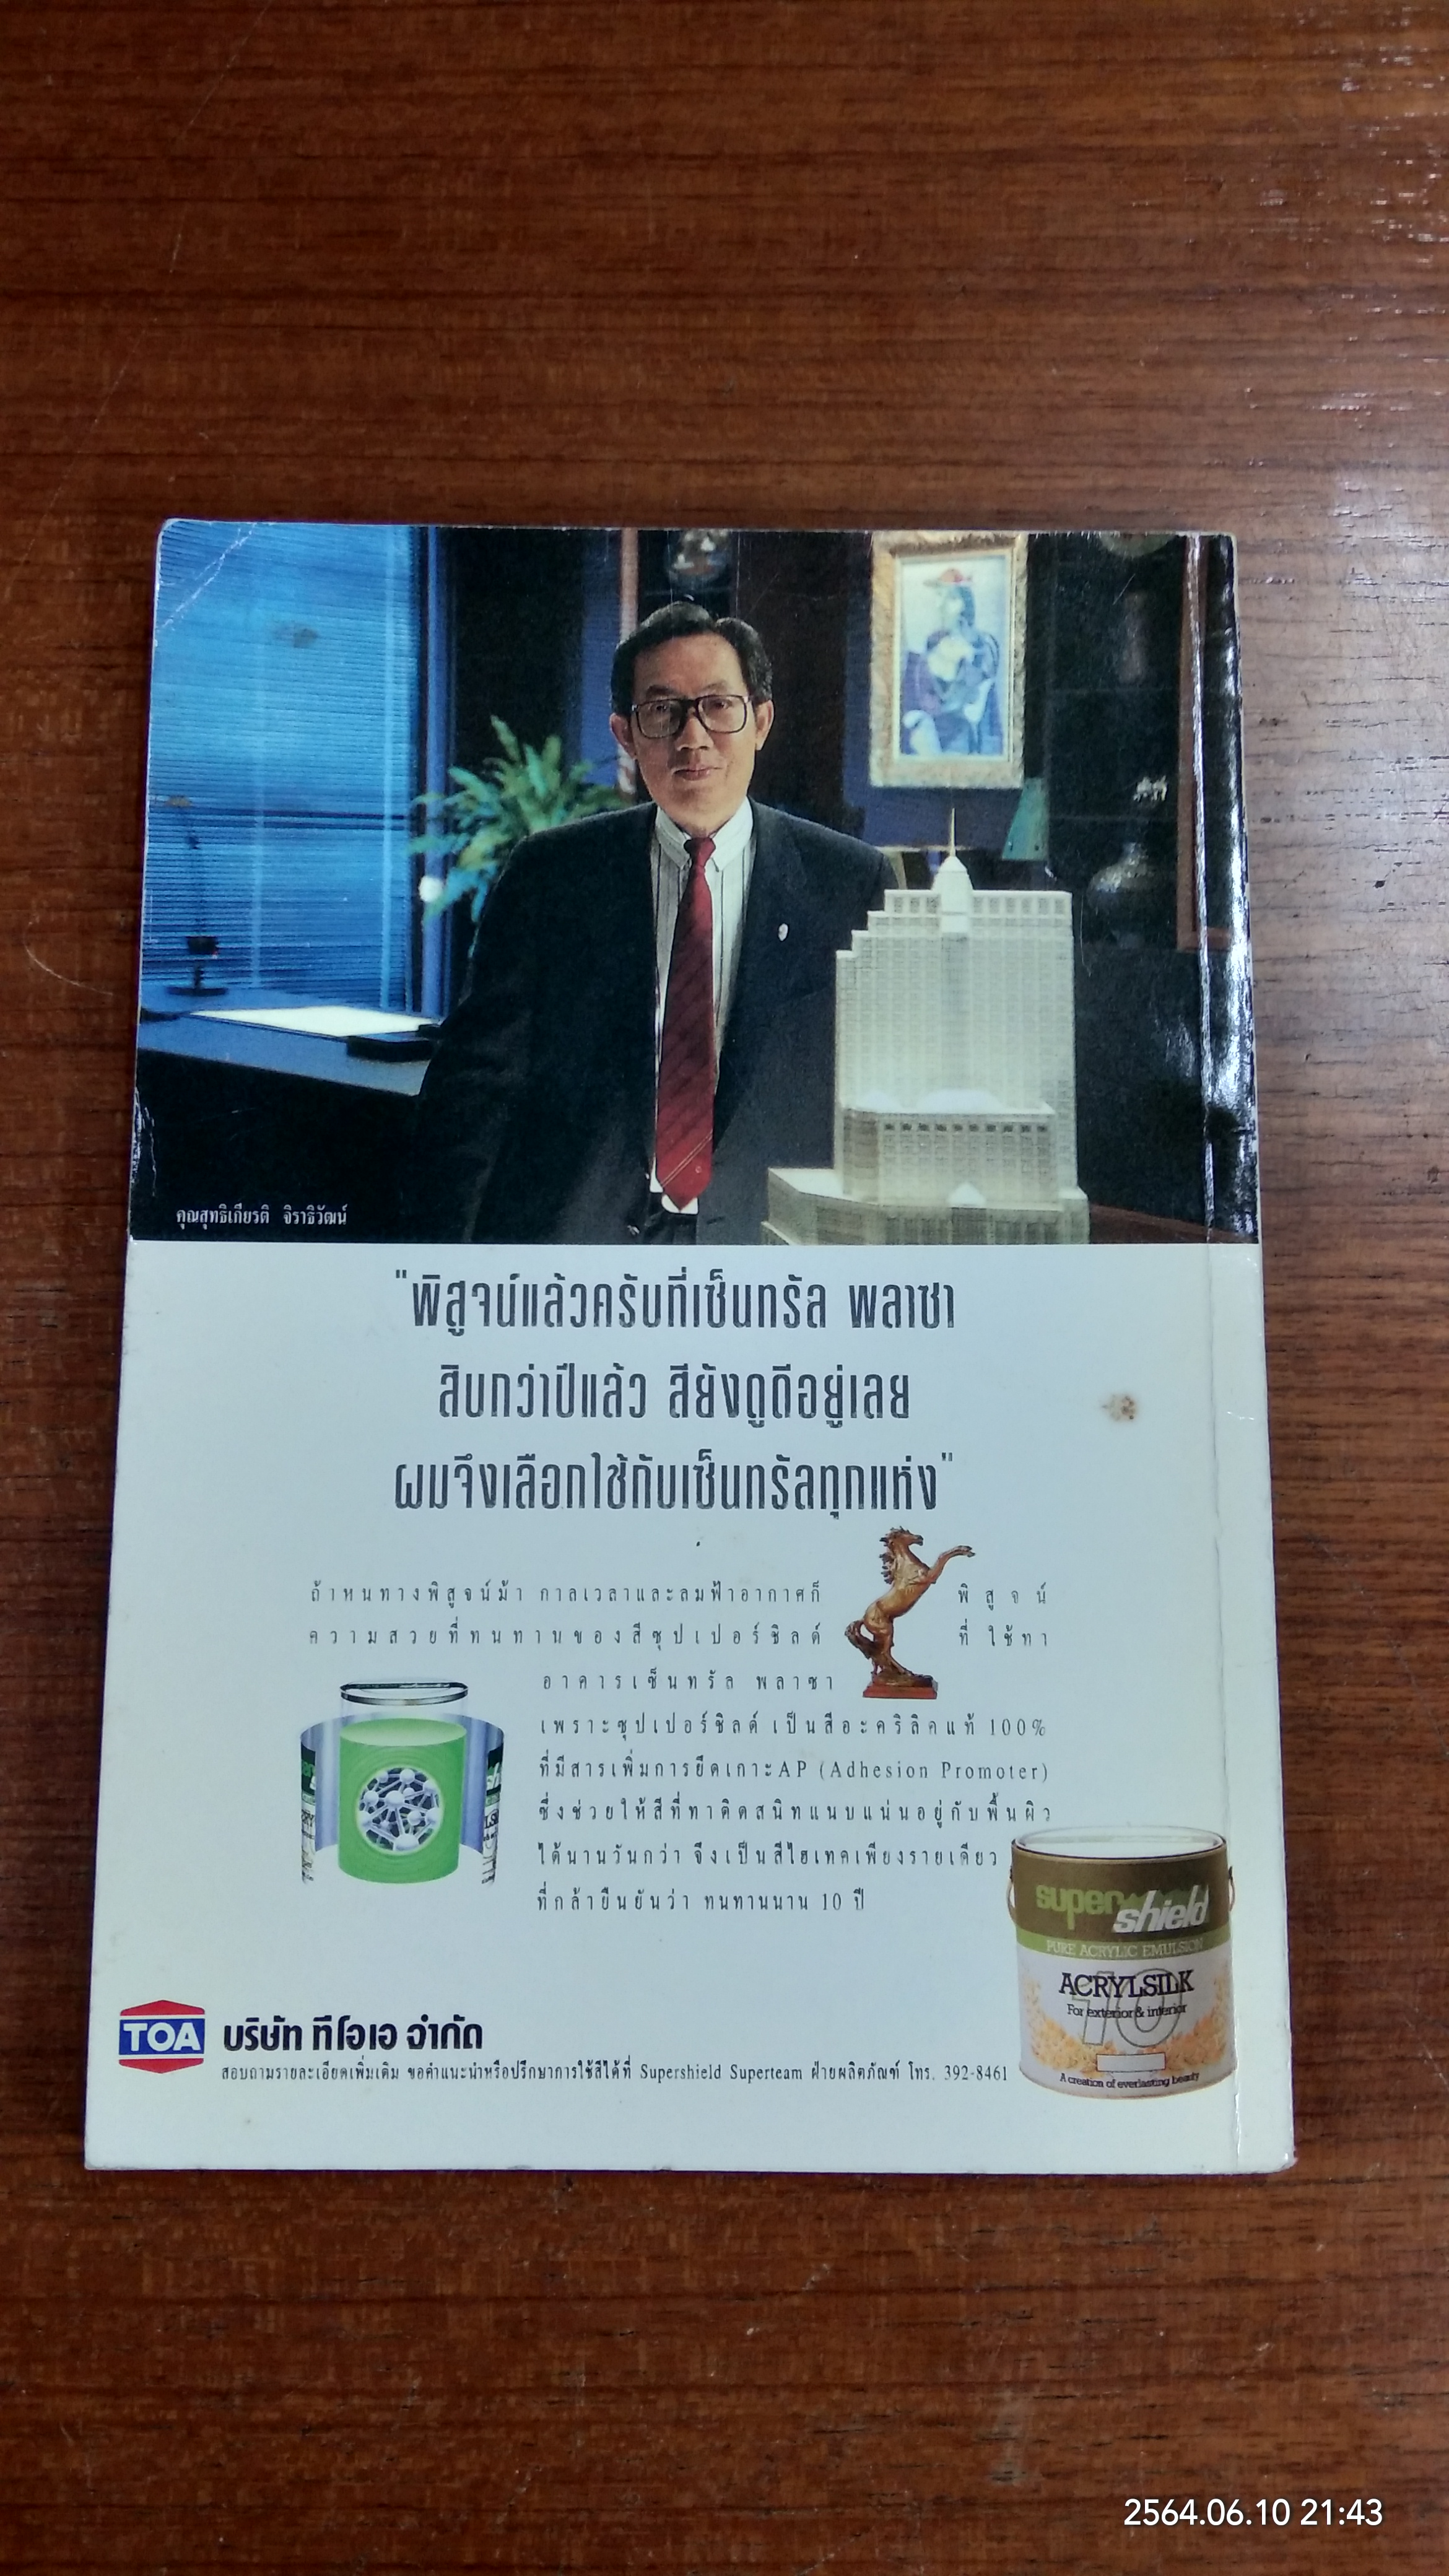 คุณสุทธิเกียรติ จิราธิวัฒน์
"พิสูจน์แล้วครับที่เซ็นทรัล พลาซา
สิบกว่าปีแล้ว สียังดูดีอยู่เลย
ผมจึงเลือกใช้กับเซ็นทรัลทุกแห่ง"
ถ้าหนทางพิสูจน์ม้า กาลเวลาและลมฟ้าอากาศก็ พิสูจน์
ความสวยที่ทนทานของสีซุปเปอร์ชิลด์ ที่ใช้ทา
อาคารเซ็นทรัล พลาซา
เพราะซุปเปอร์ชิลด์ เป็นสีอะคริลิคแท้ 100%
ที่มีสารเพิ่มการยึดเกาะAP (Adhesion Promoter)
ซึ่งช่วยให้สีที่ทาติดสนิทแนบแน่นอยู่กับพื้นผิว
ได้นานวันกว่า จึงเป็นสีไฮเทคเพียงรายเดียว
ที่กล้ายืนยันว่า ทนทานนาน 10 ปี
super shield
PURE ACRYLIC EMULSION
ACRYLSILK
10
For exterior & interior
A creation of everlasting beauty
TOA บริษัท ทีโอเอ จำกัด
สอบถามรายละเอียดเพิ่มเติม ขอคำแนะนำหรือปรึกษาการใช้สีได้ที่ Supershield Superteam ฝ่ายผลิตภัณฑ์ โทร. 392-8461
2564.06.10 21:43